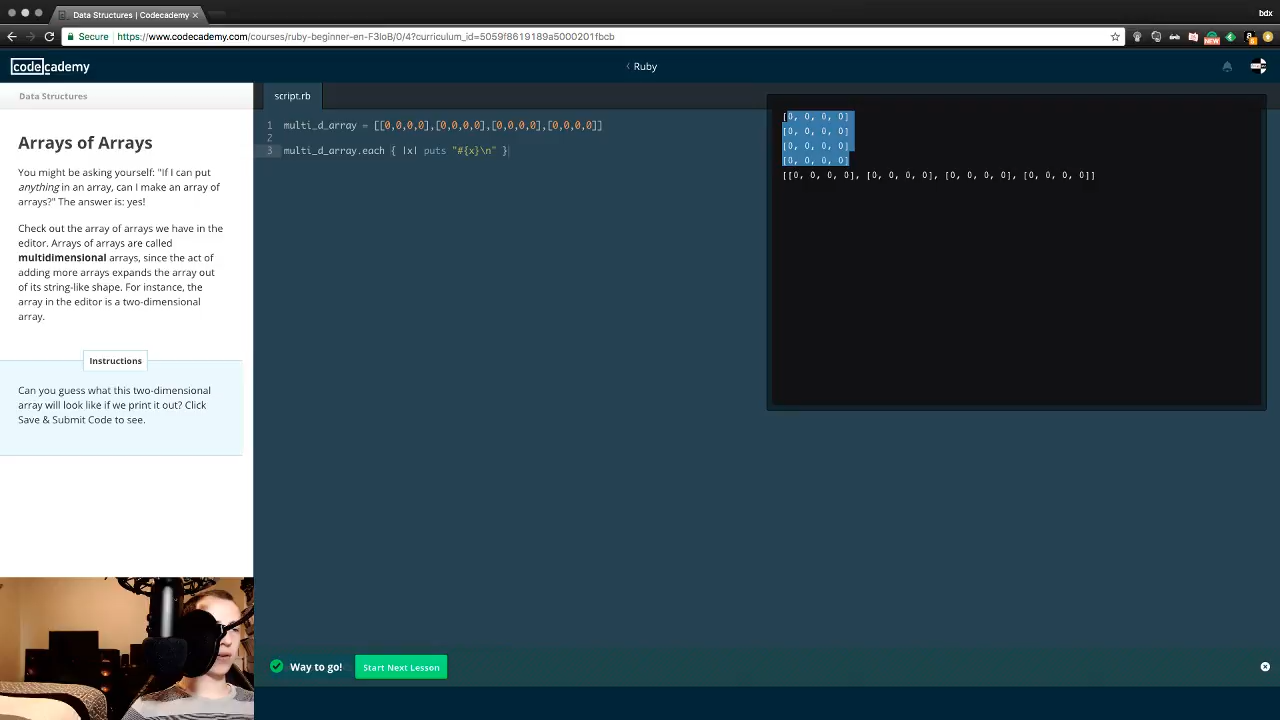 Data Structures | Codecademy
bdx
Secure
https://www.codecademy.com/courses/ruby-beginner-en-F3loB/0/4?curriculum_id=5059f8619189a5000201fbcb
codecademy
Ruby
Data Structures
script.rb
Arrays of Arrays
You might be asking yourself: "If I can put
anything in an array, can I make an array of
arrays?" The answer is: yes!
Check out the array of arrays we have in the
editor. Arrays of arrays are called
multidimensional arrays, since the act of
adding more arrays expands the array out
of its string-like shape. For instance, the
array in the editor is a two-dimensional
array.
Instructions
Can you guess what this two-dimensional
array will look like if we print it out? Click
Save & Submit Code to see.
1 multi_d_array = [[0,0,0,0],[0,0,0,0],[0,0,0,0],[0,0,0,0]]
2
3 multi_d_array.each { |x| puts "#{x}\n" }
[0, 0, 0, 0]
[0, 0, 0, 0]
[0, 0, 0, 0]
[0, 0, 0, 0]
[[0, 0, 0, 0], [0, 0, 0, 0], [0, 0, 0, 0], [0, 0, 0, 0]]
Way to go!
Start Next Lesson